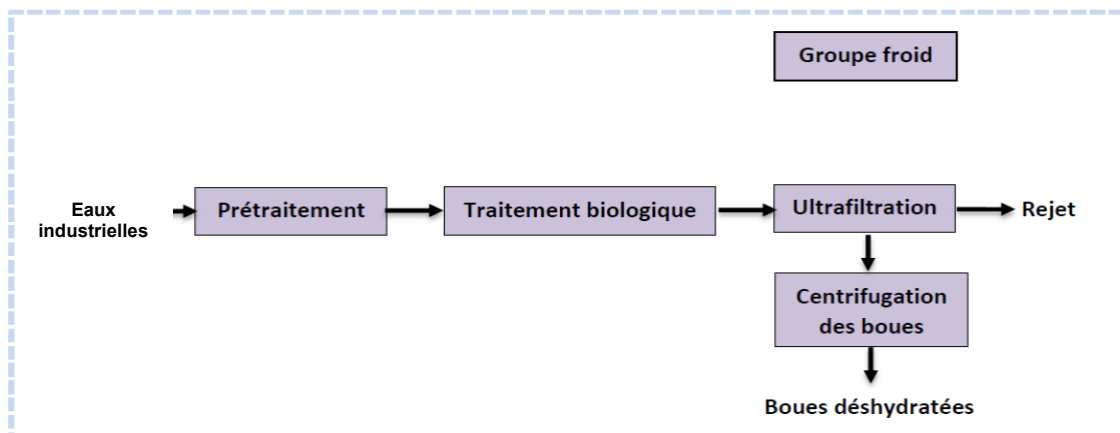 Groupe froid
Eaux
industrielles
Prétraitement
Traitement biologique
Ultrafiltration
Rejet
Centrifugation
des boues
Boues déshydratées